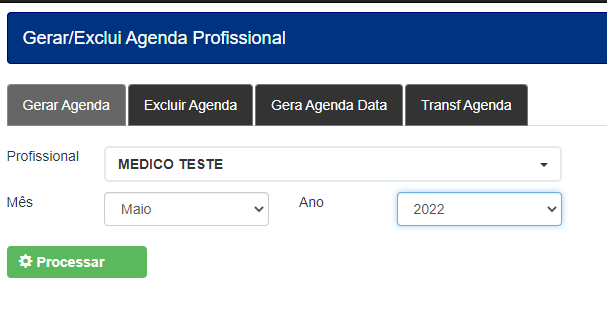 Gerar/Exclui Agenda Profissional
Gerar Agenda Excluir Agenda Gera Agenda Data Transf Agenda
Profissional MEDICO TESTE
Mês Maio Ano 2022
Processar